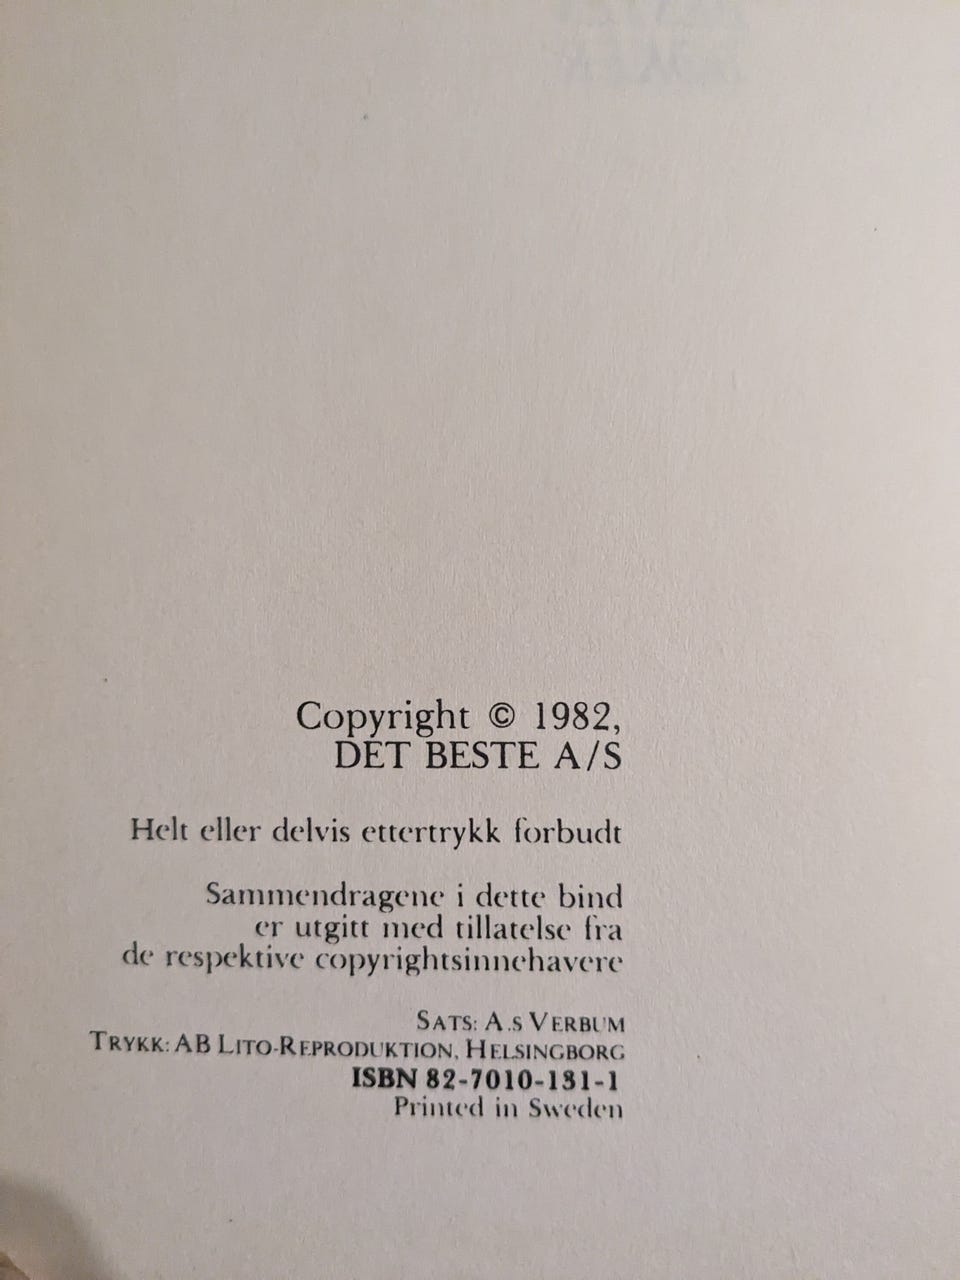 Copyright © 1982,
DET BESTE A/S
Helt eller delvis ettertrykk forbudt
Sammendragene i dette bind
er utgitt med tillatelse fra
de respektive copyrightsinnehavere
SATS: A.S VERBUM
TRYKK: AB LITO-REPRODUKTION, HELSINGBORG
ISBN 82-7010-131-1
Printed in Sweden